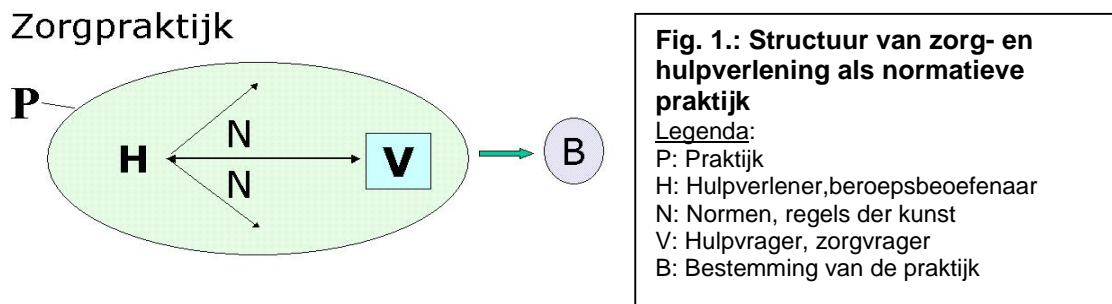 Zorgpraktijk
P
H
N
N
V
B
Fig. 1.: Structuur van zorg- en
hulpverlening als normatieve
praktijk
Legenda:
P: Praktijk
H: Hulpverlener,beroepsbeoefenaar
N: Normen, regels der kunst
V: Hulpvrager, zorgvrager
B: Bestemming van de praktijk